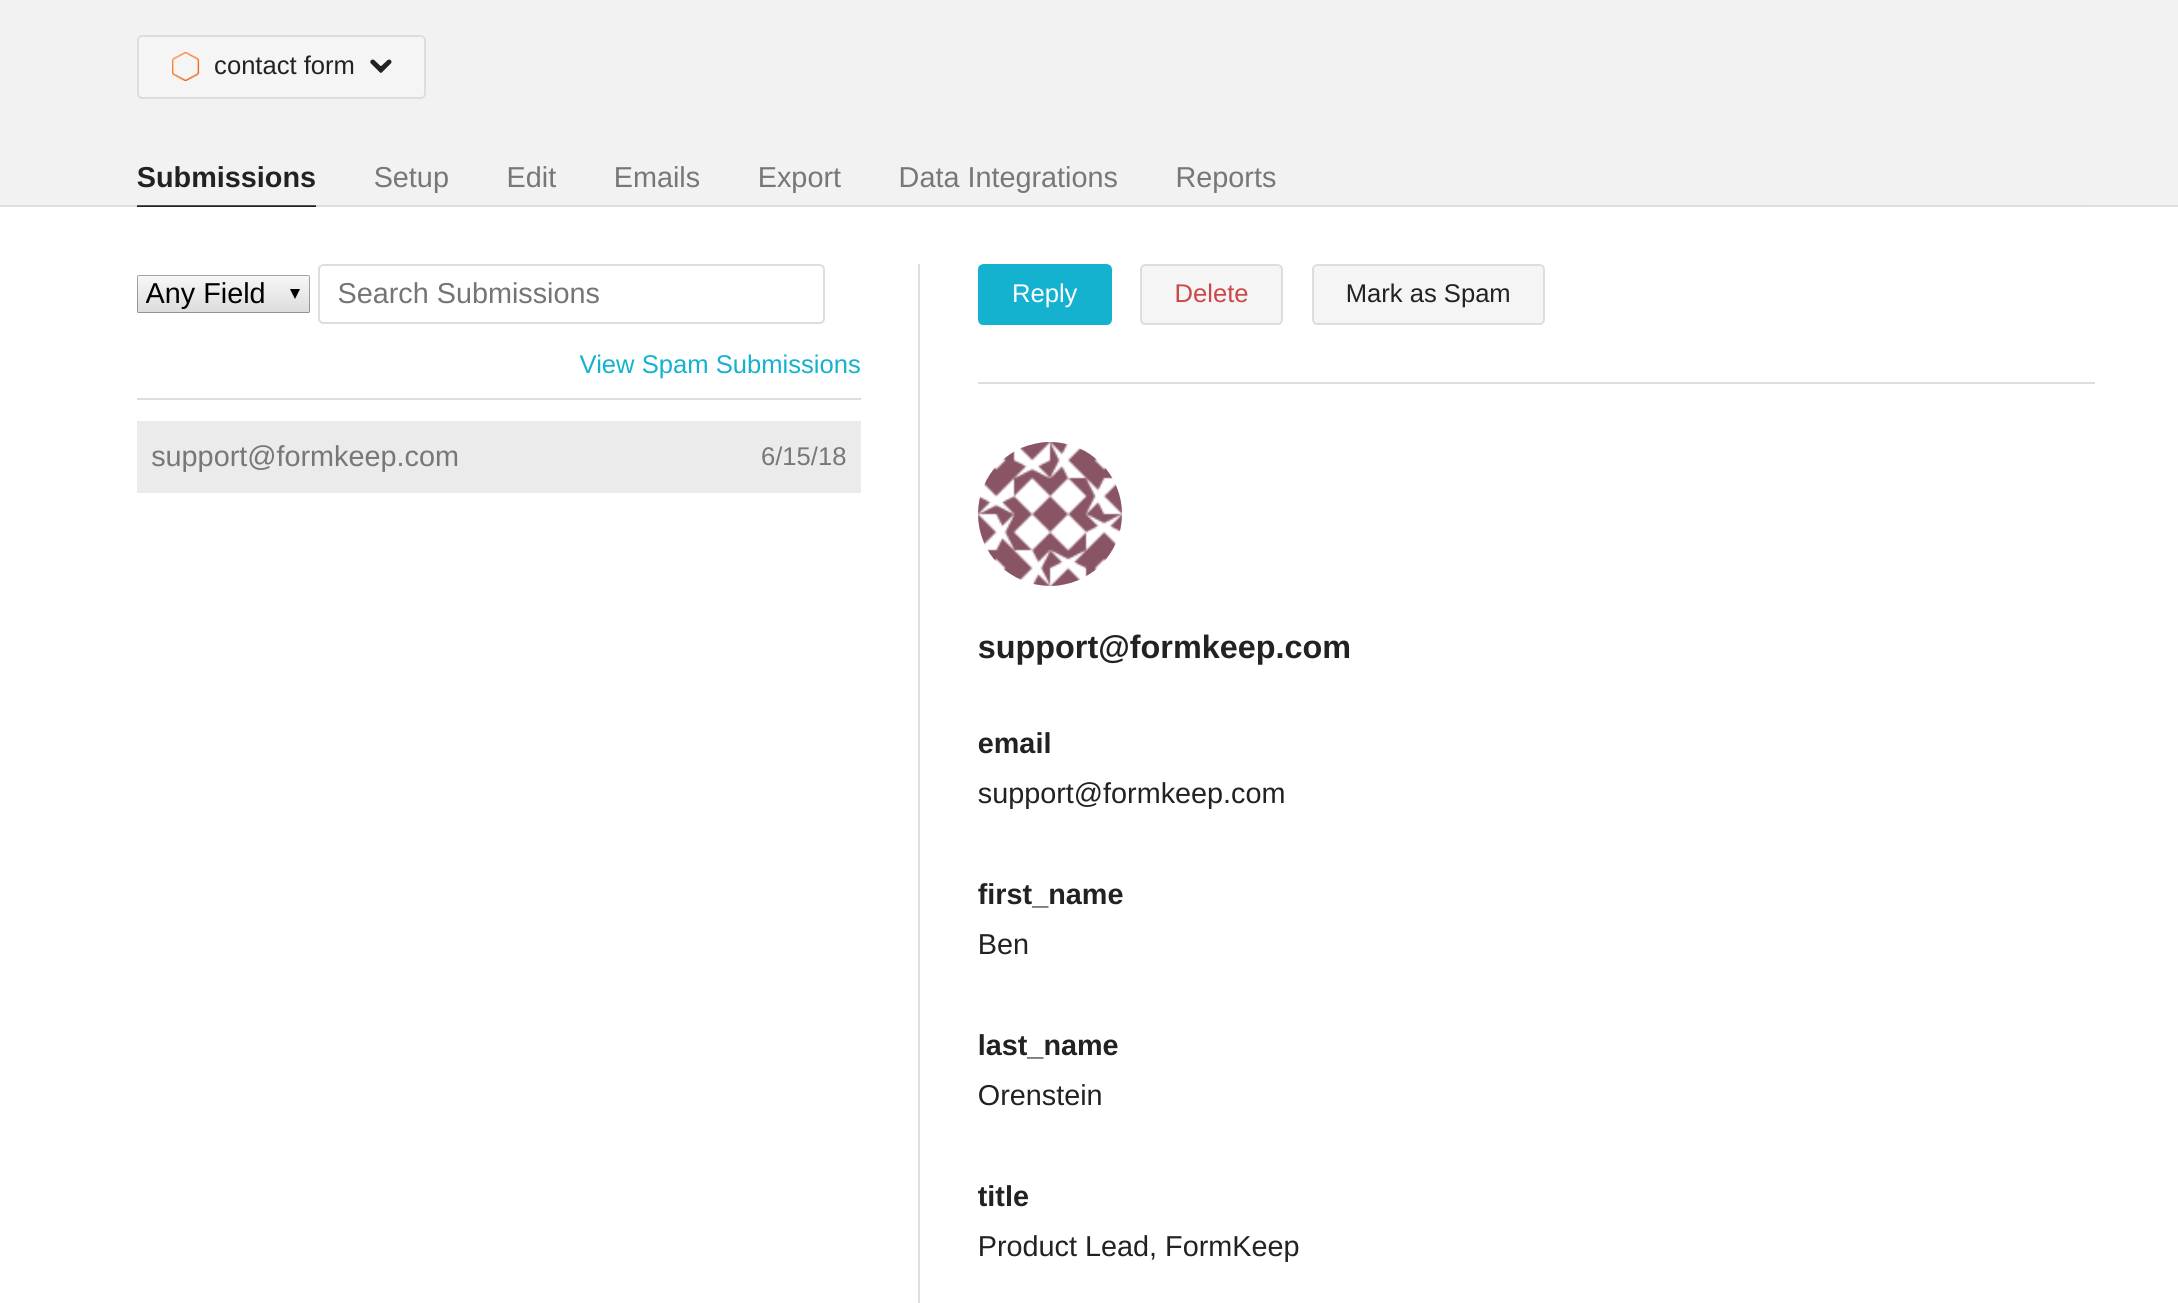 contact form
Submissions Setup Edit Emails Export Data Integrations Reports
Any Field Search Submissions
View Spam Submissions
support@formkeep.com 6/15/18
Reply Delete Mark as Spam
support@formkeep.com
email
support@formkeep.com
first_name
Ben
last_name
Orenstein
title
Product Lead, FormKeep